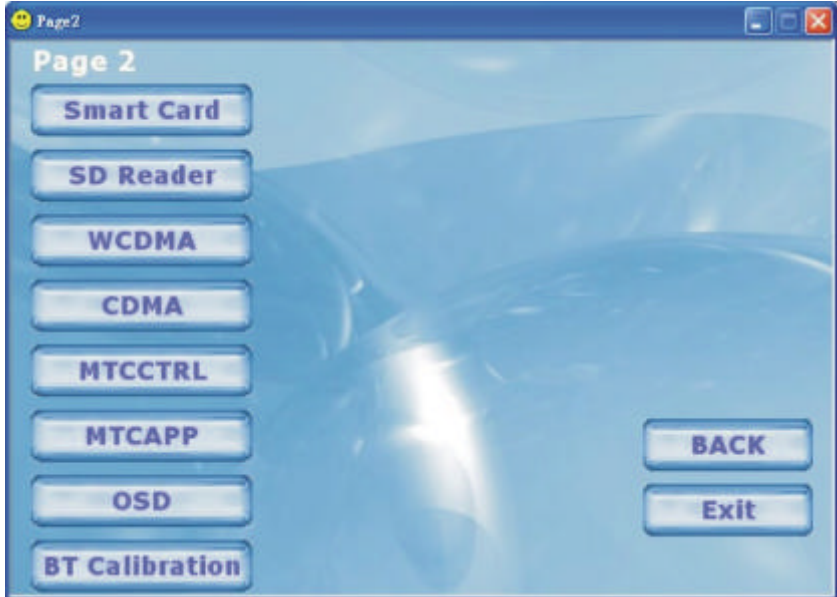 Page2
Page 2
Smart Card
SD Reader
WCDMA
CDMA
MTCCTRL
MTCAPP
OSD
BT Calibration
BACK
Exit